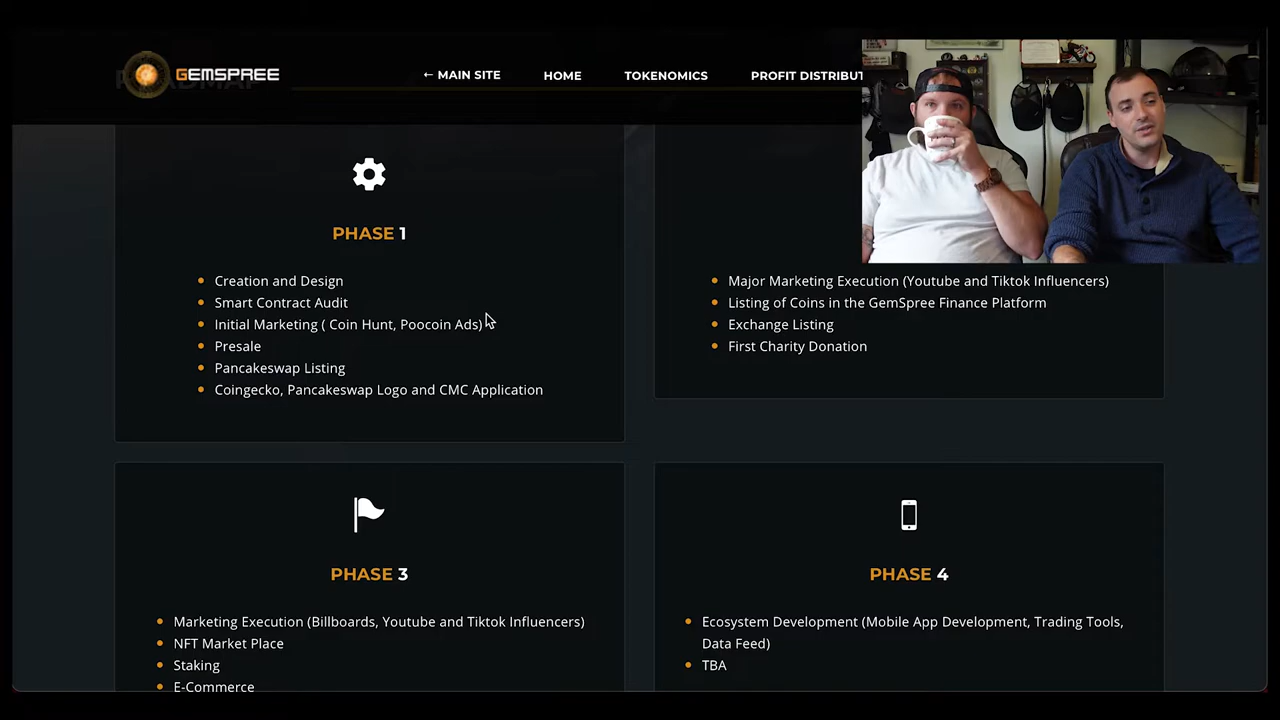 GEMSPREE
← MAIN SITE
HOME
TOKENOMICS
PROFIT DISTRIBUT
PHASE 1
Creation and Design
Smart Contract Audit
Initial Marketing ( Coin Hunt, Poocoin Ads)
Presale
Pancakeswap Listing
Coingecko, Pancakeswap Logo and CMC Application
Major Marketing Execution (Youtube and Tiktok Influencers)
Listing of Coins in the GemSpree Finance Platform
Exchange Listing
First Charity Donation
PHASE 3
Marketing Execution (Billboards, Youtube and Tiktok Influencers)
NFT Market Place
Staking
E-Commerce
PHASE 4
Ecosystem Development (Mobile App Development, Trading Tools,
Data Feed)
TBA